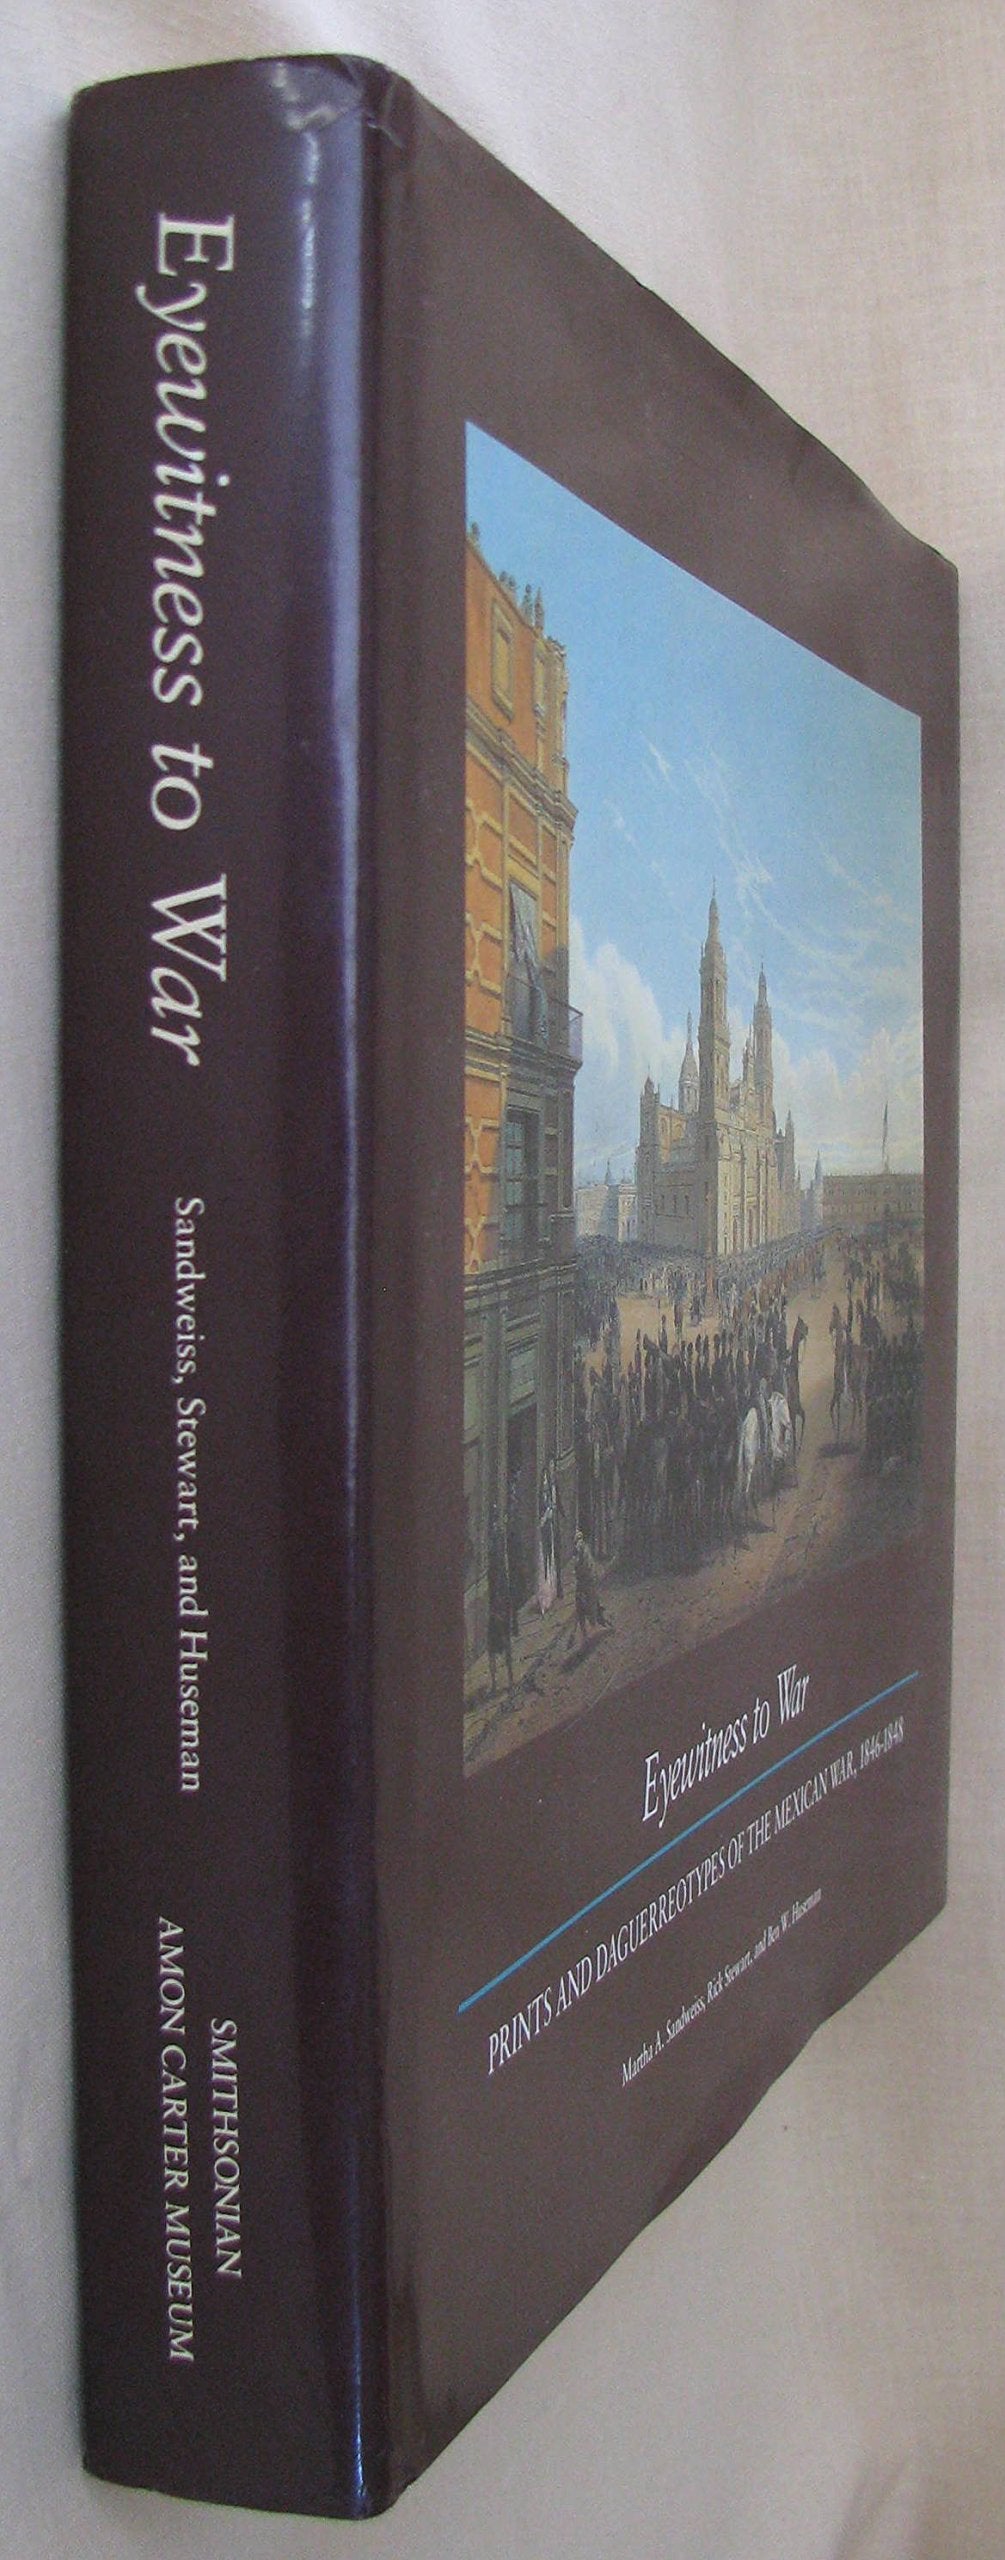 Eyewitness to War
Sandweiss, Stewart, and Huseman
SMITHSONIAN
AMON CARTER MUSEUM
Eyewitness to War
PRINTS AND DAGUERREOTYPES OF THE MEXICAN WAR, 1846-1848
Martha A. Sandweiss, Rick Stewart, and Ben W. Huseman